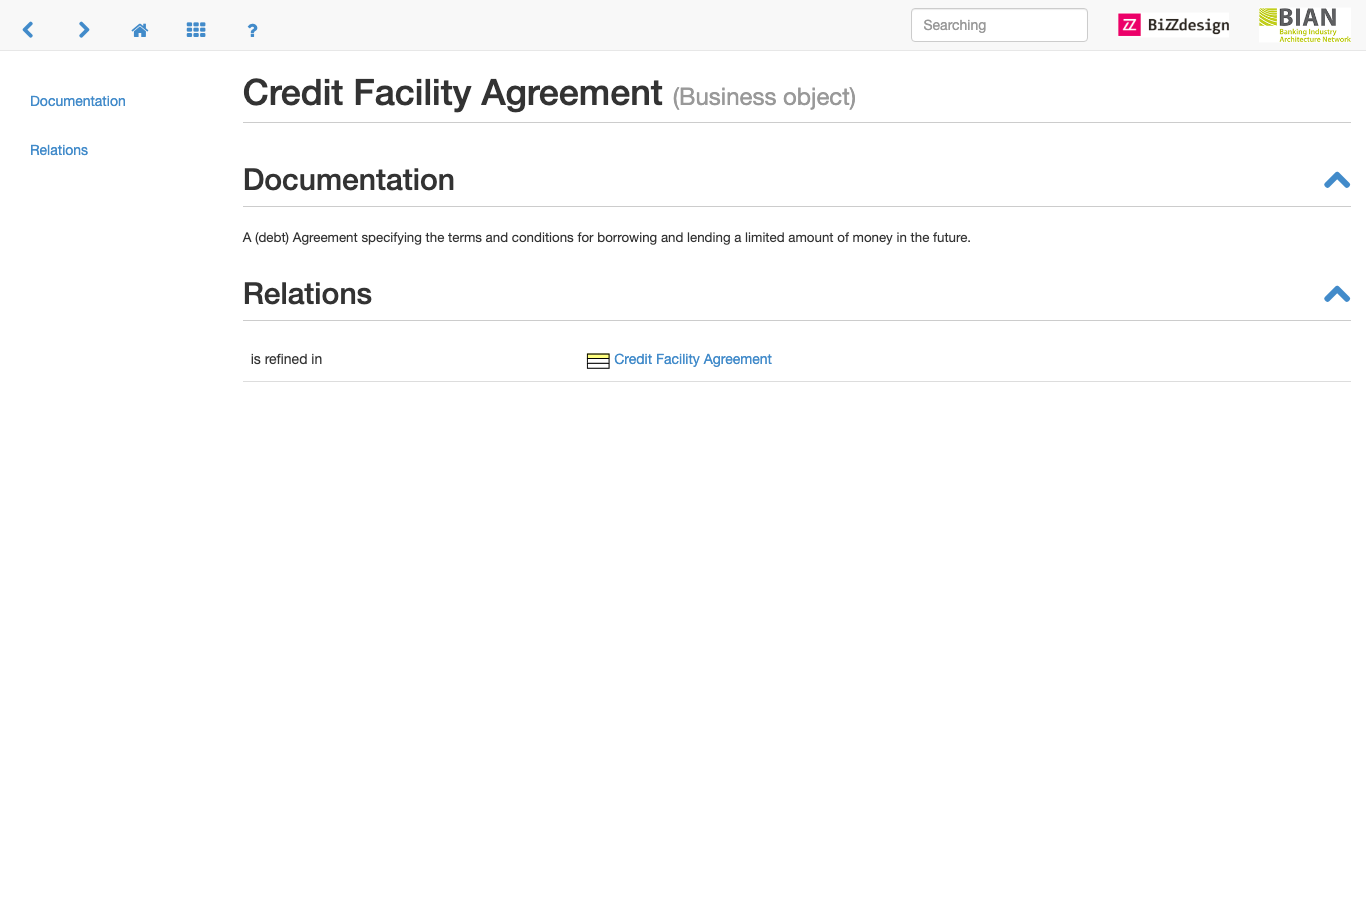 ?
Searching
BiZZdesign
BIAN
Banking Industry
Architecture Network
Documentation
Relations
Credit Facility Agreement (Business object)
Documentation
A (debt) Agreement specifying the terms and conditions for borrowing and lending a limited amount of money in the future.
Relations
is refined in Credit Facility Agreement